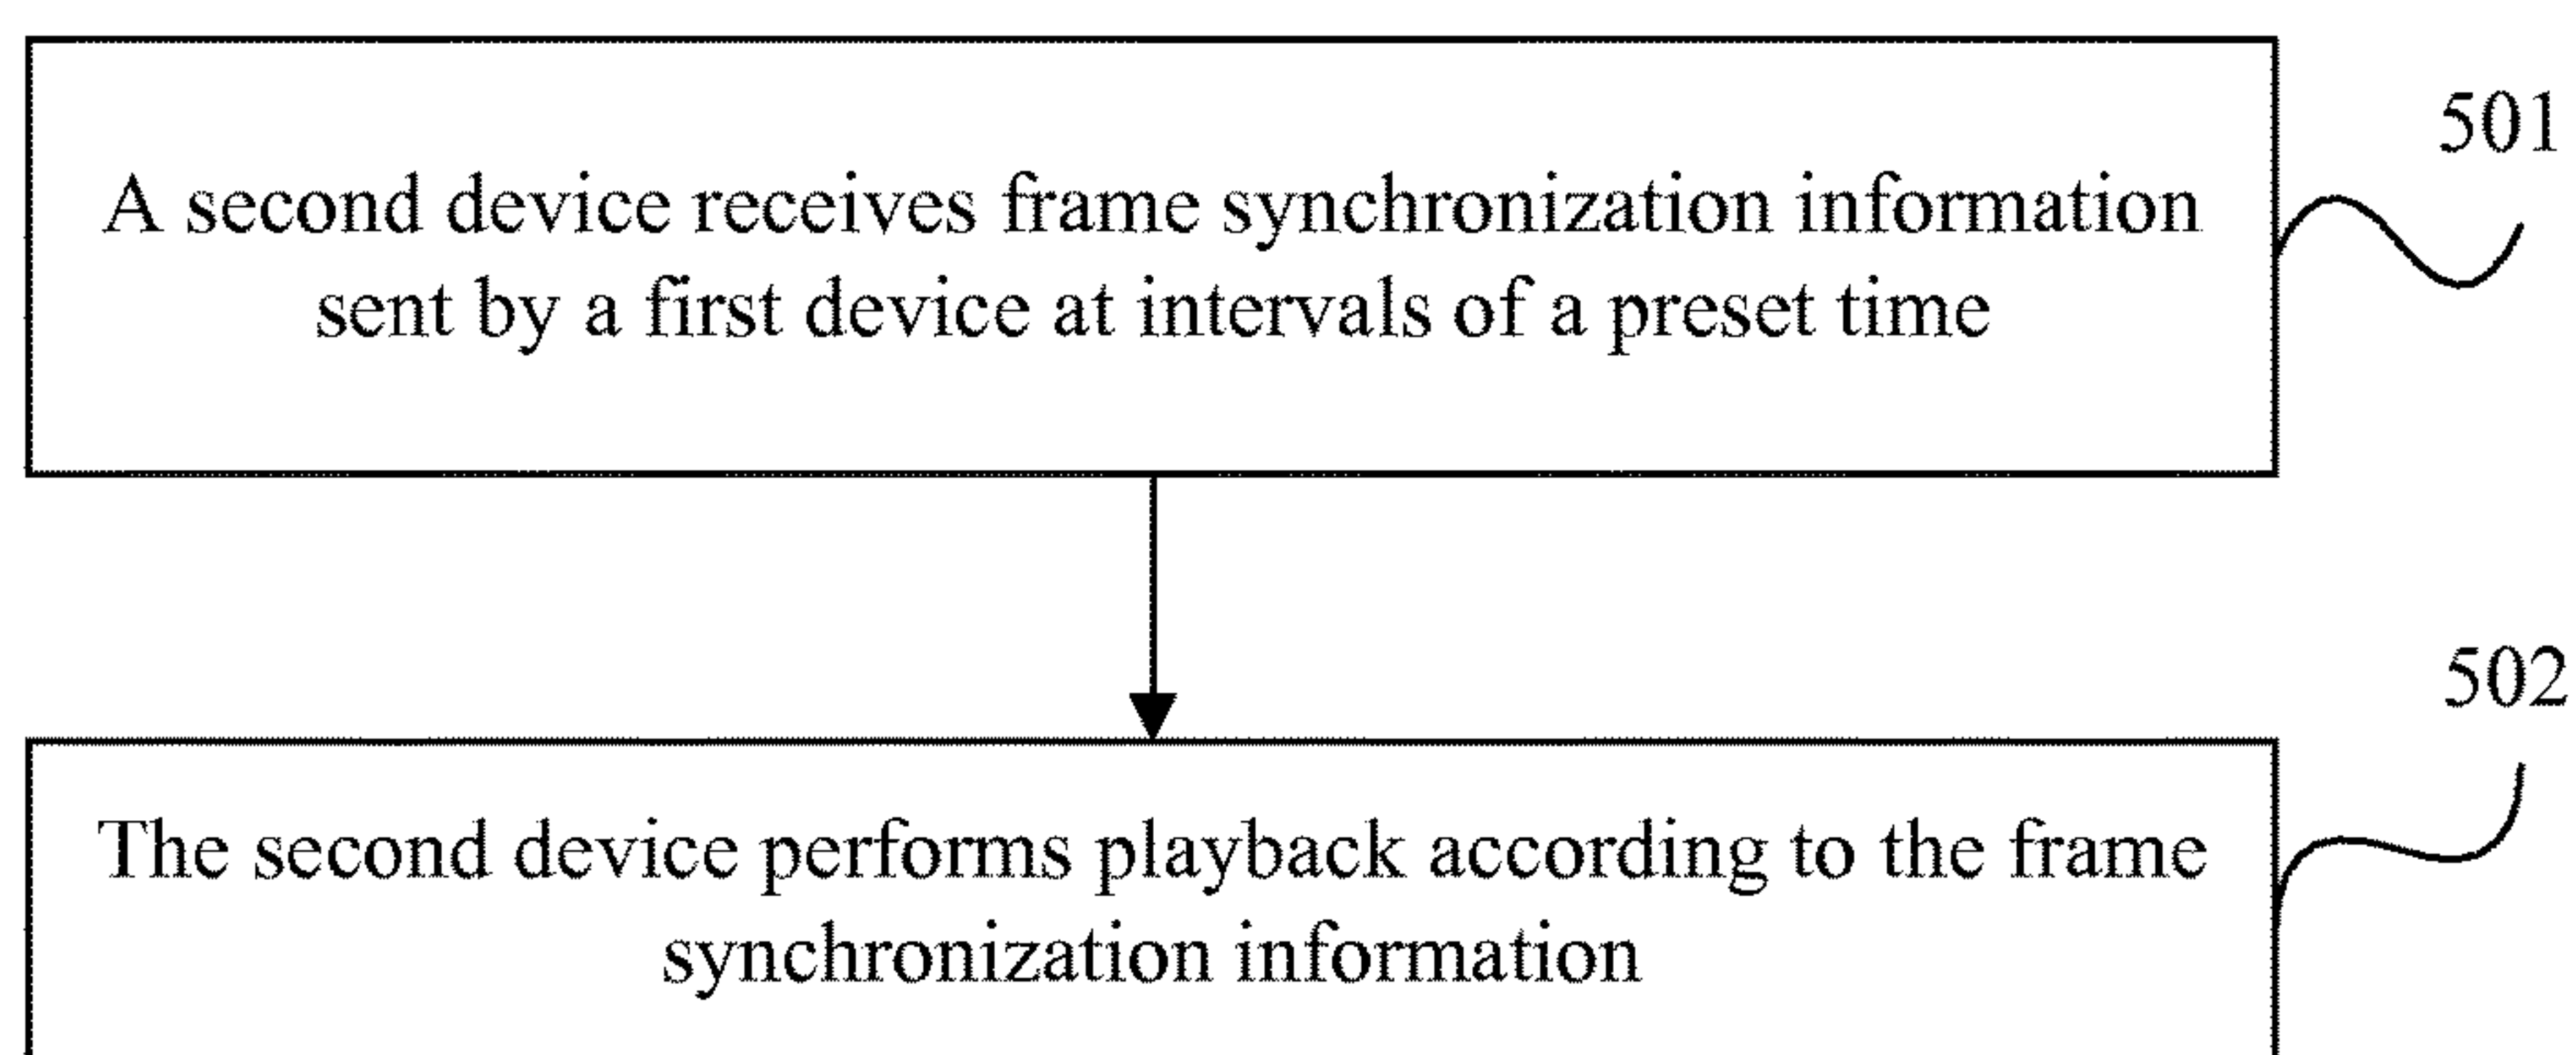 501
A second device receives frame synchronization information
sent by a first device at intervals of a preset time
502
The second device performs playback according to the frame
synchronization information